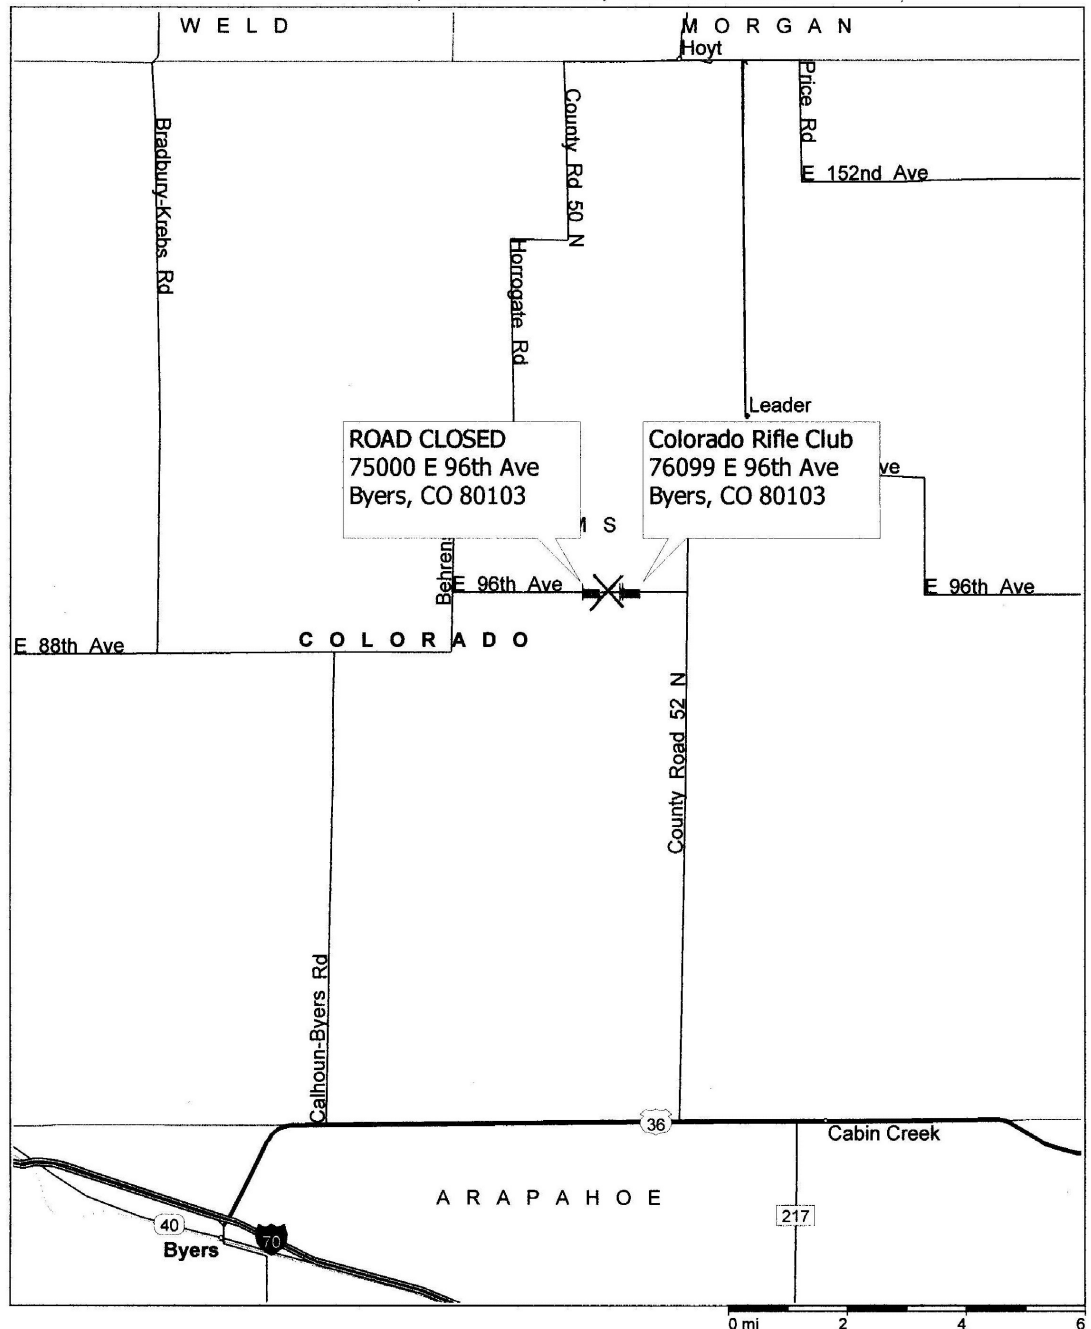 WELD
MORGAN
Hoyt
Bradbury-Krebs Rd
County Rd 50 N
Price Rd
E 152nd Ave
Horrogate Rd
Leader
ROAD CLOSED
75000 E 96th Ave
Byers, CO 80103
Colorado Rifle Club
76099 E 96th Ave
Byers, CO 80103
ve
MS
Behrens
E 96th Ave
E 96th Ave
E 88th Ave
COLORADO
County Road 52 N
Calhoun-Byers Rd
36
Cabin Creek
ARAPAHOE
217
40
70
Byers
0 mi 2 4 6